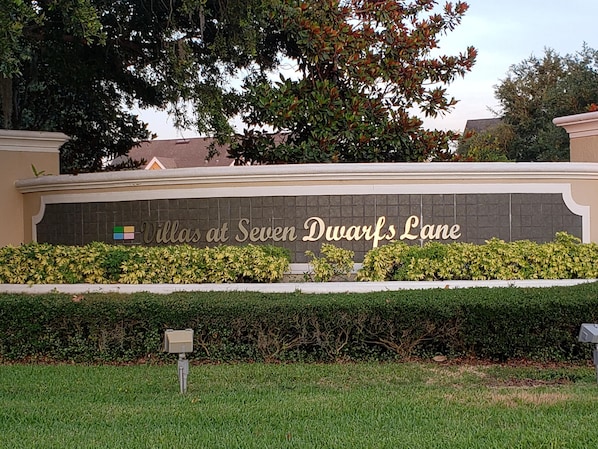 Villas at Seven Dwarfs Lane